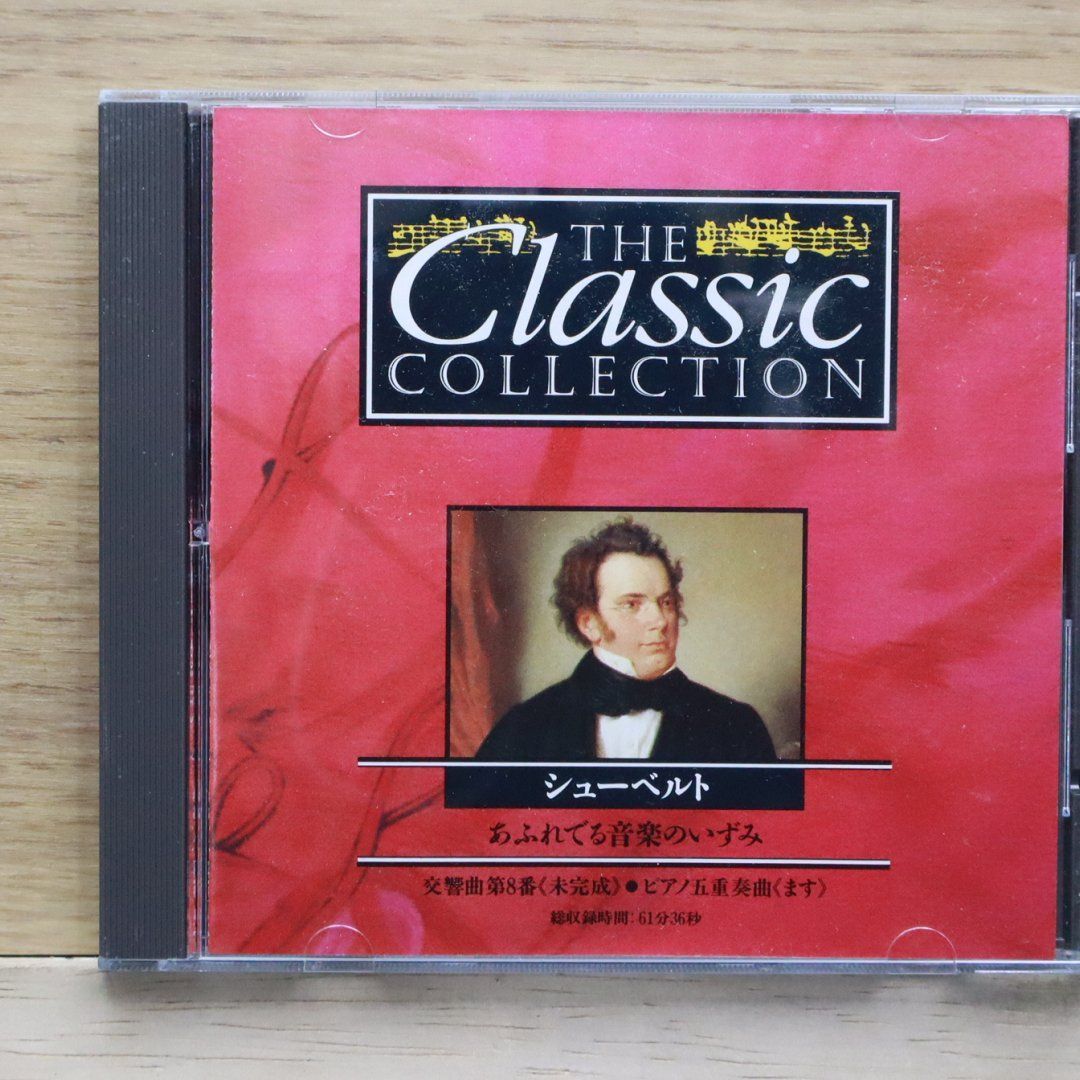 THE
Classic
COLLECTION
シューベルト
あふれでる音楽のいずみ
交響曲第8番《未完成》●ピアノ五重奏曲《ます》
総収録時間:61分36秒